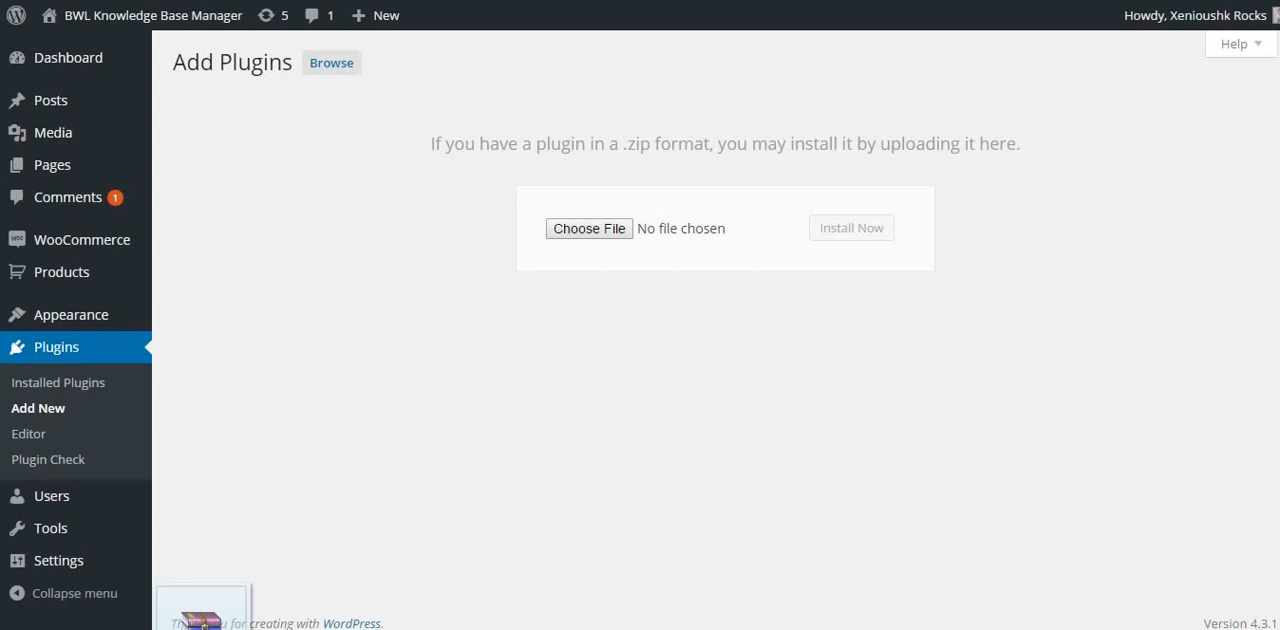 BWL Knowledge Base Manager 5 1 New Howdy, Xenioushk Rocks
Help
Dashboard
Posts
Media
Pages
Comments 1
WooCommerce
Products
Appearance
Plugins
Installed Plugins
Add New
Editor
Plugin Check
Users
Tools
Settings
Collapse menu
Add Plugins Browse
If you have a plugin in a .zip format, you may install it by uploading it here.
Choose File No file chosen Install Now
for creating with WordPress.
Version 4.3.1